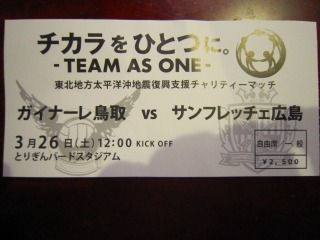 チカラをひとつに。
- TEAM AS ONE -
東北地方太平洋沖地震復興支援チャリティーマッチ
ガイナーレ鳥取 vs サンフレッチェ広島
3月26日(土) 12:00 KICK OFF
とりぎんバードスタジアム
自由席/一般
¥2,500